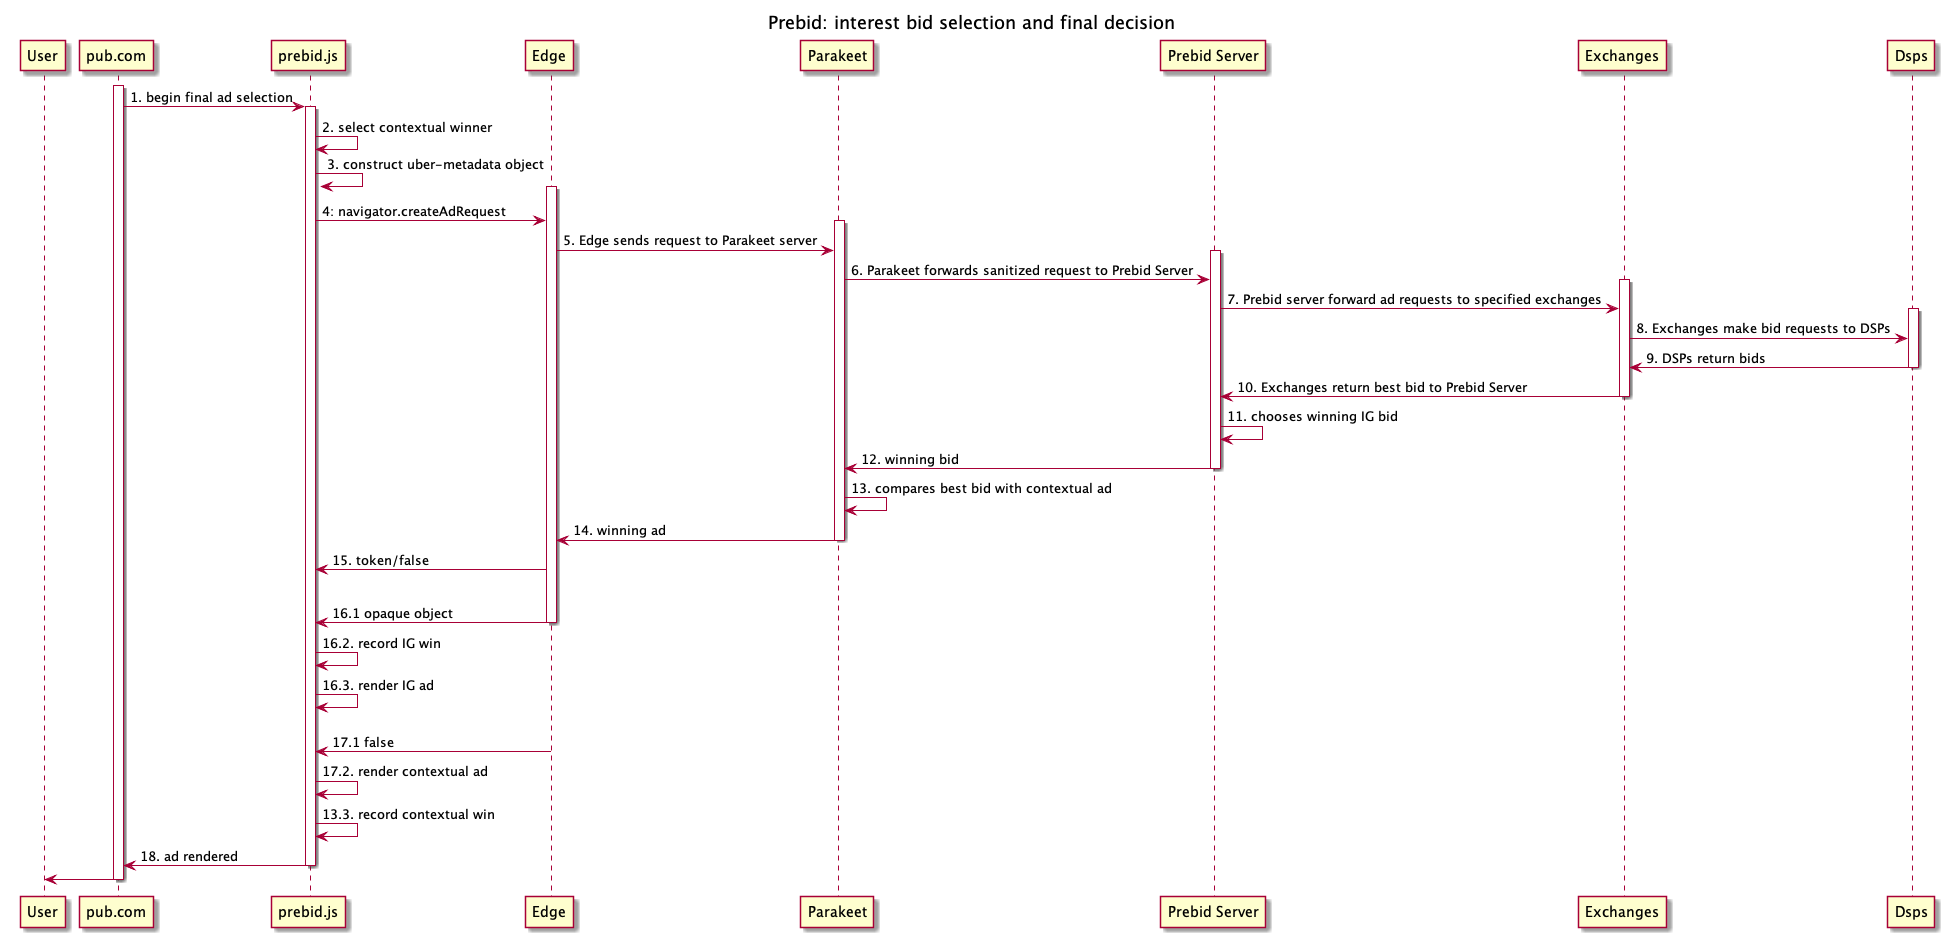 Prebid: interest bid selection and final decision
User
pub.com
prebid.js
Edge
Parakeet
Prebid Server
Exchanges
Dsps
1. begin final ad selection
2. select contextual winner
3. construct uber-metadata object
4: navigator.createAdRequest
5. Edge sends request to Parakeet server
6. Parakeet forwards sanitized request to Prebid Server
7. Prebid server forward ad requests to specified exchanges
8. Exchanges make bid requests to DSPs
9. DSPs return bids
10. Exchanges return best bid to Prebid Server
11. chooses winning IG bid
12. winning bid
13. compares best bid with contextual ad
14. winning ad
15. token/false
16.1 opaque object
16.2. record IG win
16.3. render IG ad
17.1 false
17.2. render contextual ad
13.3. record contextual win
18. ad rendered
User
pub.com
prebid.js
Edge
Parakeet
Prebid Server
Exchanges
Dsps